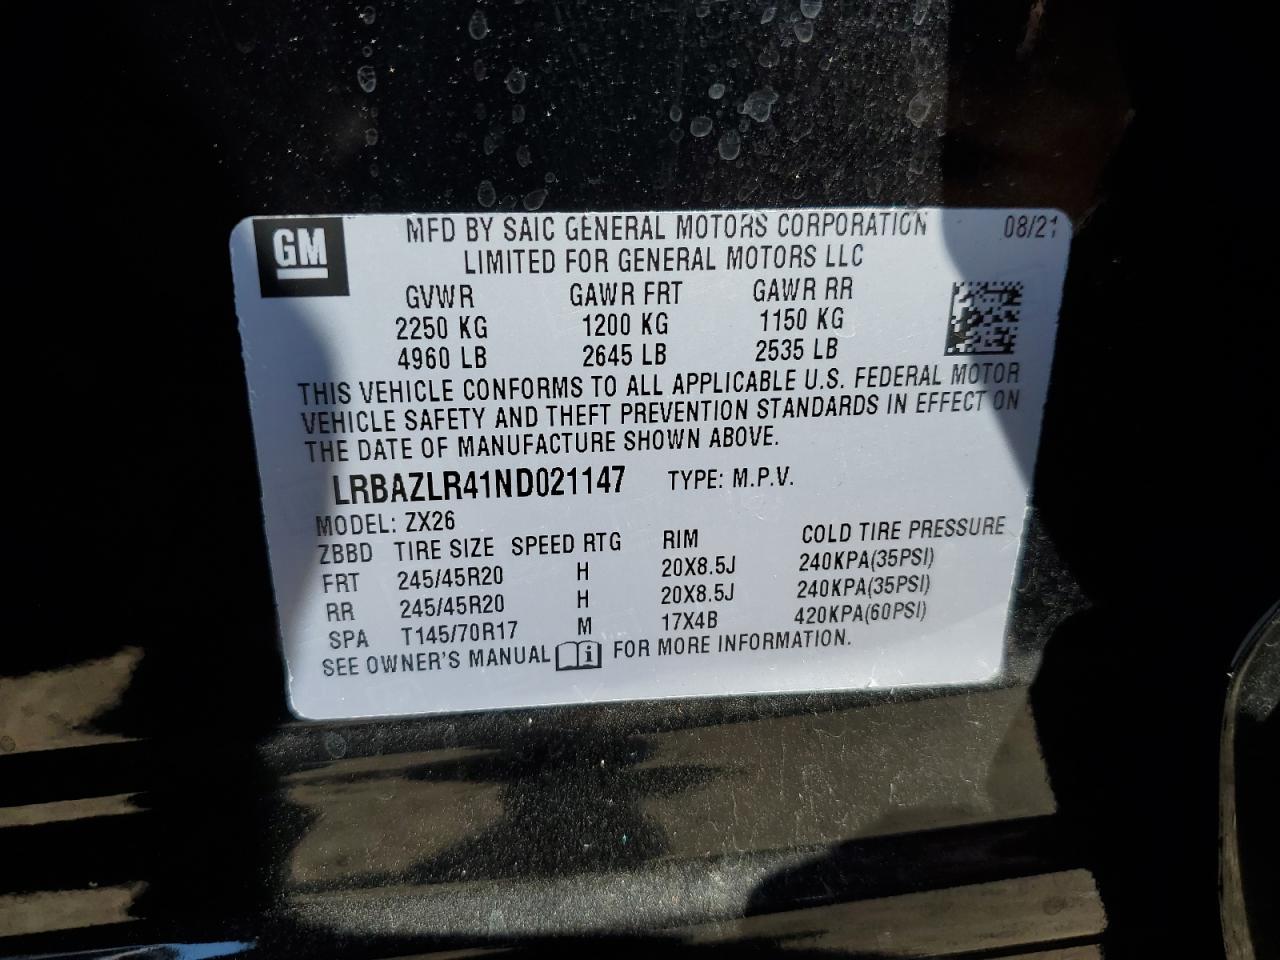 GM
MFD BY SAIC GENERAL MOTORS CORPORATION 08/21
LIMITED FOR GENERAL MOTORS LLC
GVWR GAWR FRT GAWR RR
2250 KG 1200 KG 1150 KG
4960 LB 2645 LB 2535 LB
THIS VEHICLE CONFORMS TO ALL APPLICABLE U.S. FEDERAL MOTOR
VEHICLE SAFETY AND THEFT PREVENTION STANDARDS IN EFFECT ON
THE DATE OF MANUFACTURE SHOWN ABOVE.
LRBAZLR41ND021147 TYPE: M.P.V.
MODEL: ZX26
ZBBD TIRE SIZE SPEED RTG RIM COLD TIRE PRESSURE
FRT 245/45R20 H 20X8.5J 240KPA(35PSI)
RR 245/45R20 H 20X8.5J 240KPA(35PSI)
SPA T145/70R17 M 17X4B 420KPA(60PSI)
SEE OWNER'S MANUAL i FOR MORE INFORMATION.